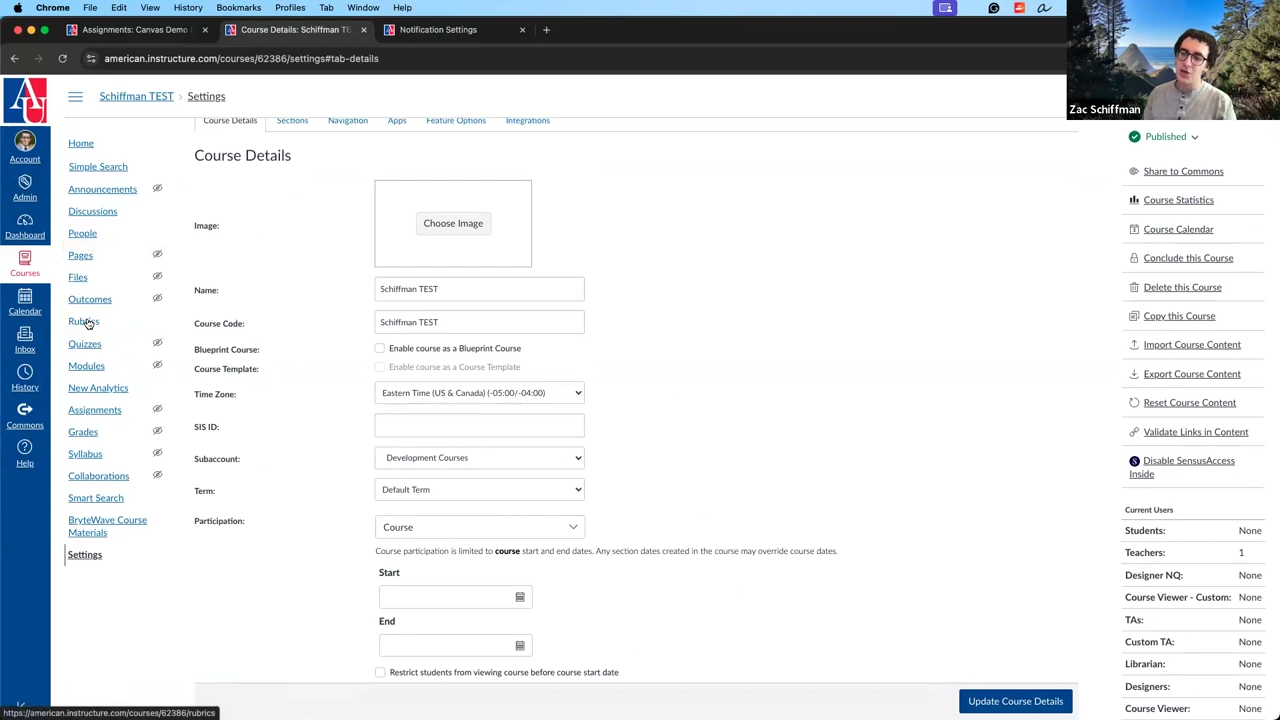 Chrome File Edit View History Bookmarks Profiles Tab Window Help
Assignments: Canvas Demo
Course Details: Schiffman TE
Notification Settings
american.instructure.com/courses/62386/settings#tab-details
Zac Schiffman
AU
Account
Admin
Dashboard
Courses
Calendar
Inbox
History
Commons
Help
Schiffman TEST › Settings
Home
Simple Search
Announcements
Discussions
People
Pages
Files
Outcomes
Rubrics
Quizzes
Modules
New Analytics
Assignments
Grades
Syllabus
Collaborations
Smart Search
BryteWave Course
Materials
Settings
Course Details Sections Navigation Apps Feature Options Integrations
Course Details
Image:
Choose Image
Name:
Schiffman TEST
Course Code:
Schiffman TEST
Blueprint Course:
Enable course as a Blueprint Course
Course Template:
Enable course as a Course Template
Time Zone:
Eastern Time (US & Canada) (-05:00/-04:00)
SIS ID:
Subaccount:
Development Courses
Term:
Default Term
Participation:
Course
Course participation is limited to course start and end dates. Any section dates created in the course may override course dates.
Start
End
Restrict students from viewing course before course start date
Update Course Details
Published
Share to Commons
Course Statistics
Course Calendar
Conclude this Course
Delete this Course
Copy this Course
Import Course Content
Export Course Content
Reset Course Content
Validate Links in Content
Disable SensusAccess
Inside
Current Users
Students: None
Teachers: 1
Designer NQ: None
Course Viewer - Custom: None
TAs: None
Custom TA: None
Librarian: None
Designers: None
Course Viewer: None
https://american.instructure.com/courses/62386/rubrics